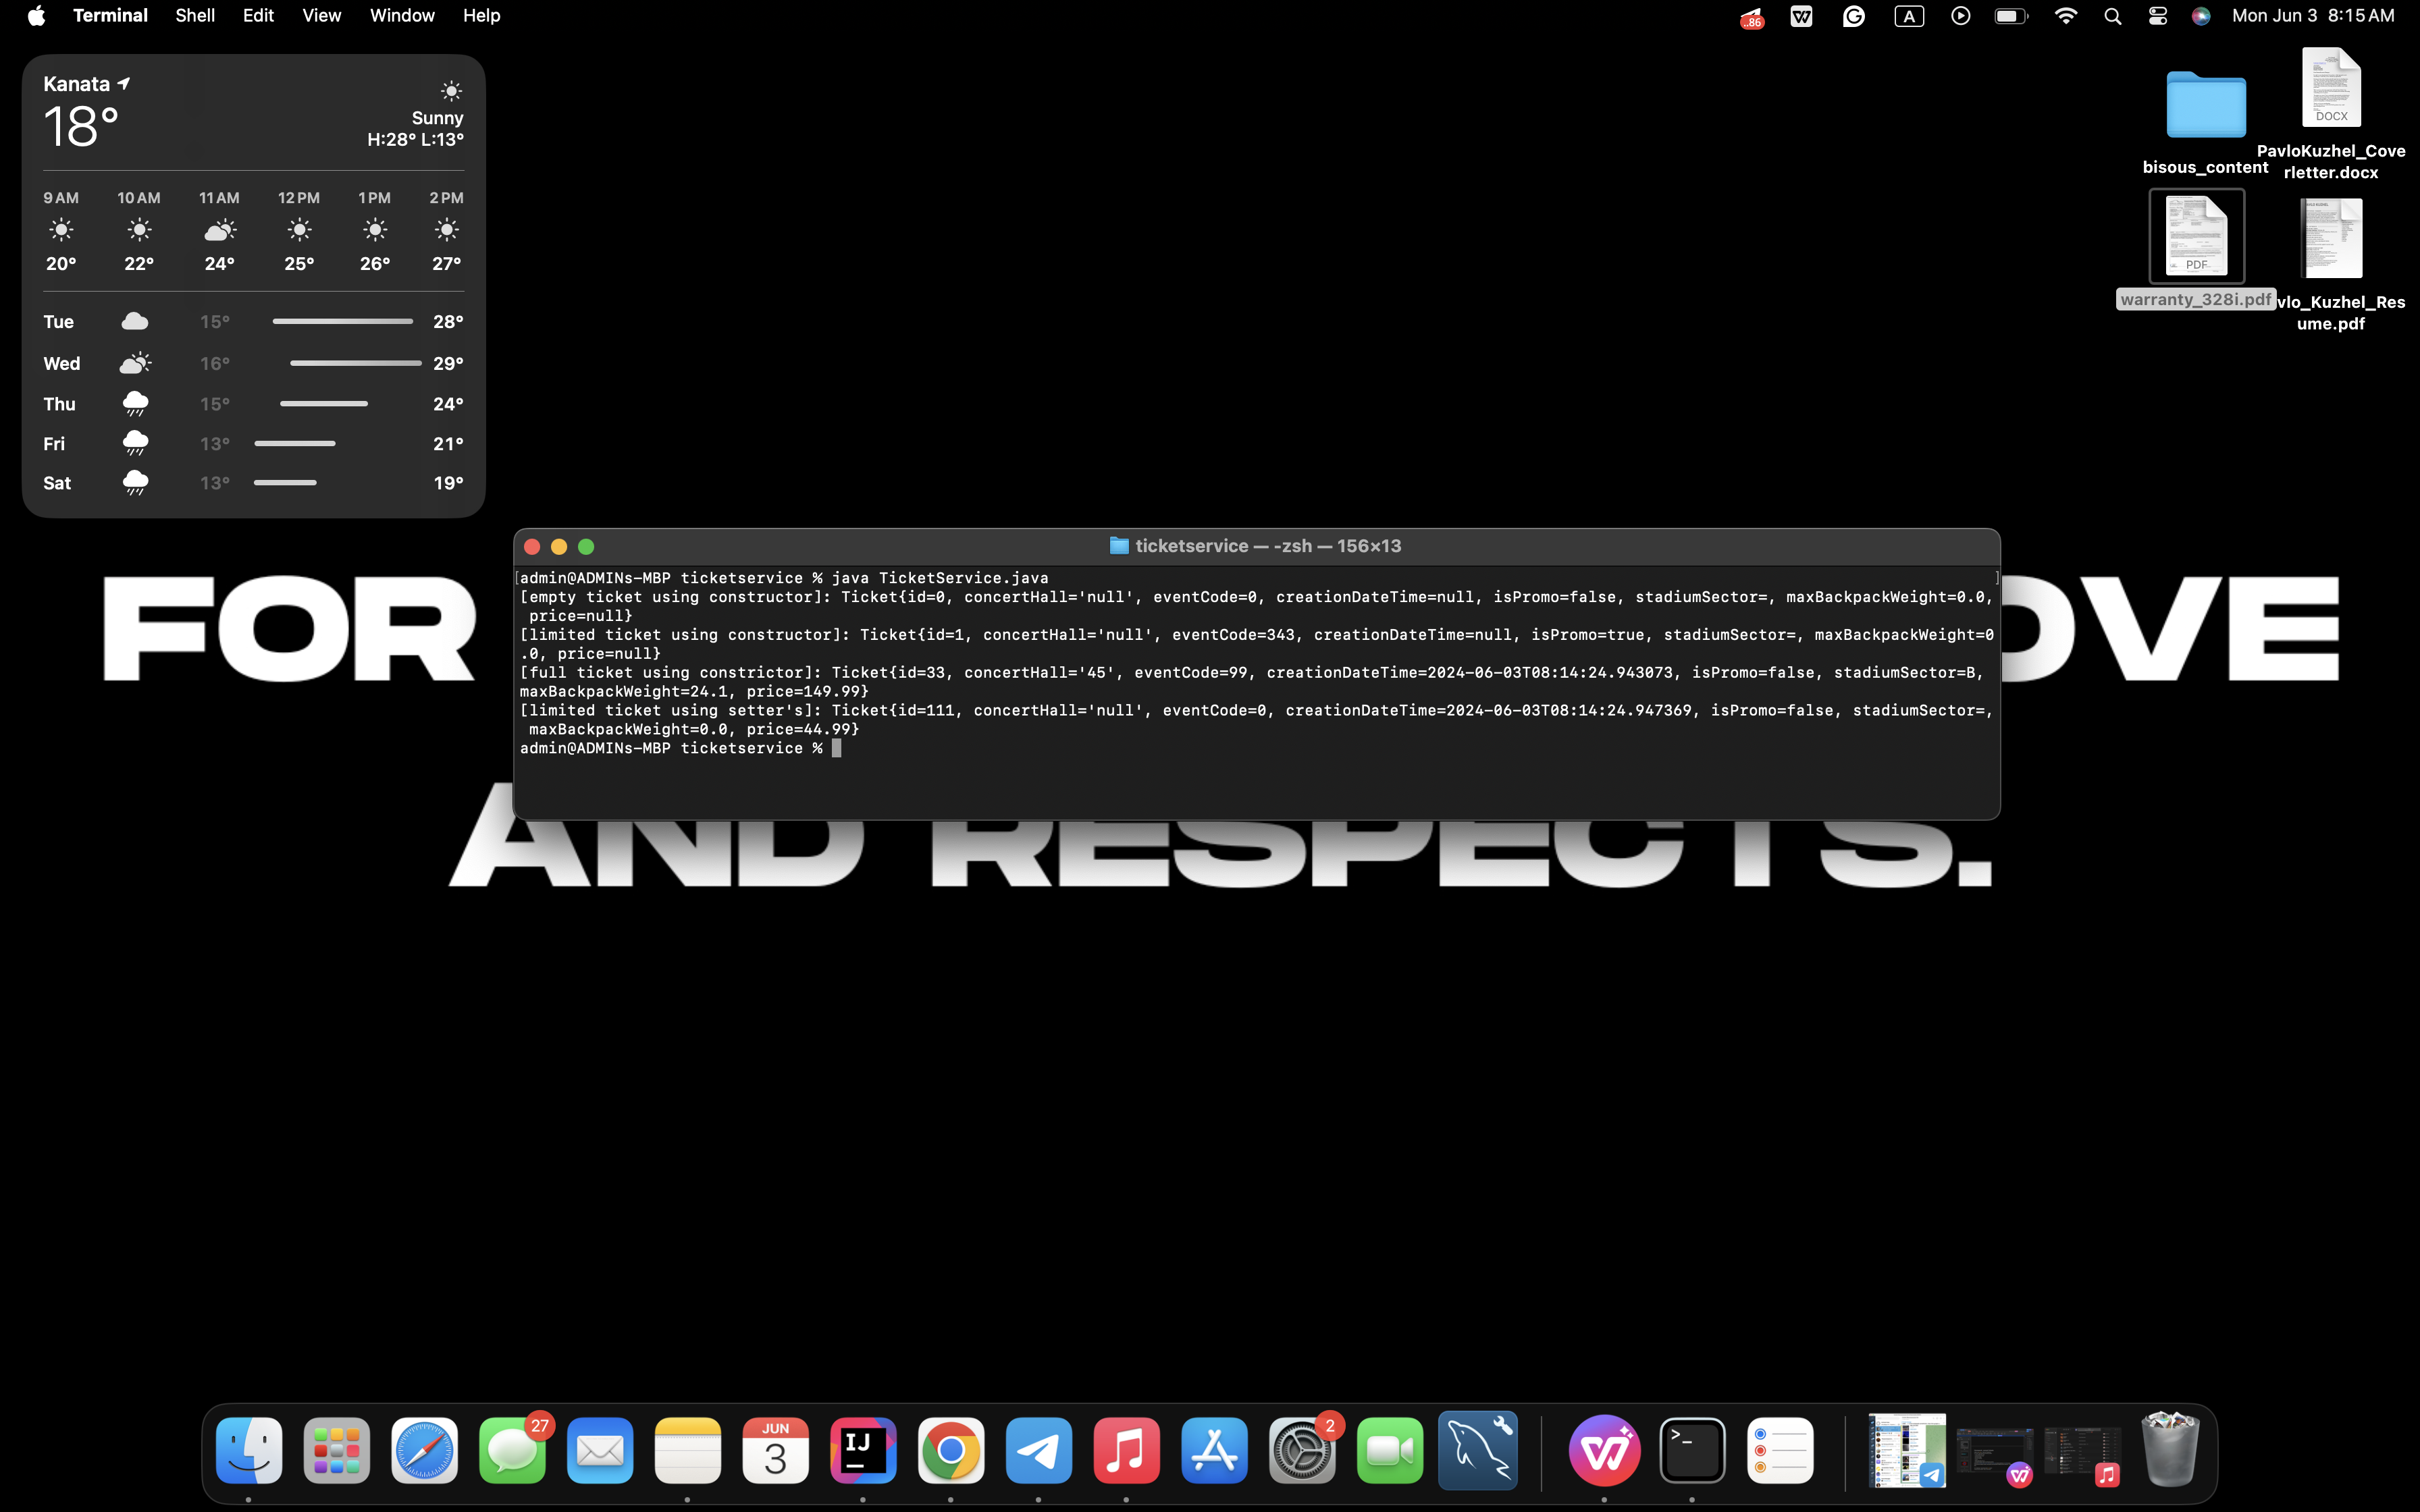 Terminal Shell Edit View Window Help
..86 A Mon Jun 3 8:15 AM
Kanata
18°
Sunny
H:28° L:13°
9 AM 10 AM 11 AM 12 PM 1 PM 2 PM
20° 22° 24° 25° 26° 27°
Tue 15° 28°
Wed 16° 29°
Thu 15° 24°
Fri 13° 21°
Sat 13° 19°
bisous_content
DOCX
PavloKuzhel_Cove
rletter.docx
PDF
warranty_328i.pdf
vlo_Kuzhel_Res
ume.pdf
ticketservice — -zsh — 156×13
[admin@ADMINs-MBP ticketservice % java TicketService.java ]
[empty ticket using constructor]: Ticket{id=0, concertHall='null', eventCode=0, creationDateTime=null, isPromo=false, stadiumSector=, maxBackpackWeight=0.0,
price=null}
[limited ticket using constructor]: Ticket{id=1, concertHall='null', eventCode=343, creationDateTime=null, isPromo=true, stadiumSector=, maxBackpackWeight=0
.0, price=null}
[full ticket using constrictor]: Ticket{id=33, concertHall='45', eventCode=99, creationDateTime=2024-06-03T08:14:24.943073, isPromo=false, stadiumSector=B,
maxBackpackWeight=24.1, price=149.99}
[limited ticket using setter's]: Ticket{id=111, concertHall='null', eventCode=0, creationDateTime=2024-06-03T08:14:24.947369, isPromo=false, stadiumSector=,
maxBackpackWeight=0.0, price=44.99}
admin@ADMINs-MBP ticketservice %
FOR OVE
AND RESPECTS.
27
JUN
3
IJ
2
>_